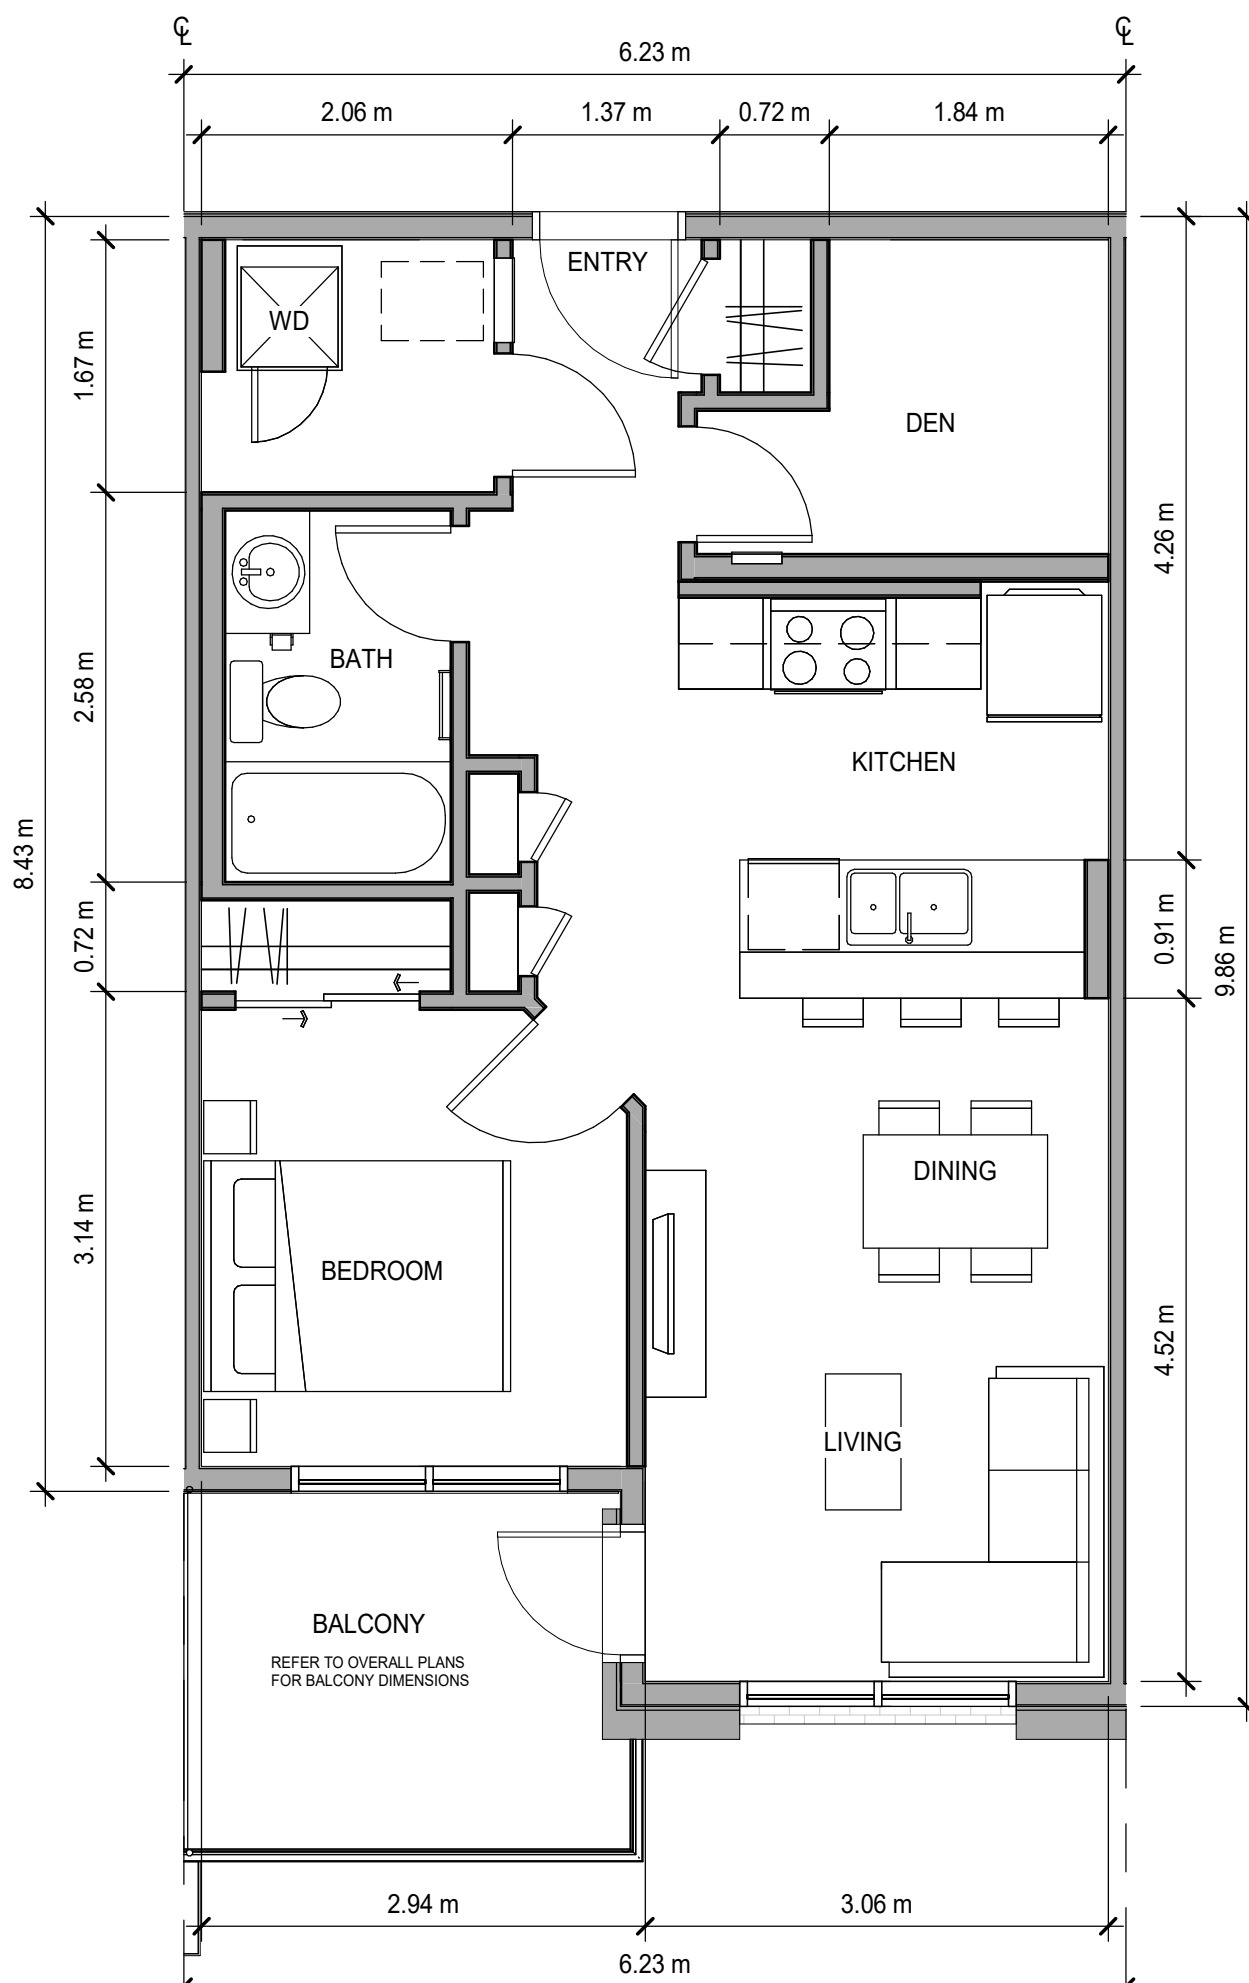 ℄ ℄
6.23 m
2.06 m 1.37 m 0.72 m 1.84 m
ENTRY
WD
1.67 m
DEN
4.26 m
2.58 m
BATH
KITCHEN
8.43 m
0.72 m
0.91 m
9.86 m
DINING
3.14 m
BEDROOM
4.52 m
LIVING
BALCONY
REFER TO OVERALL PLANS
FOR BALCONY DIMENSIONS
2.94 m 3.06 m
6.23 m